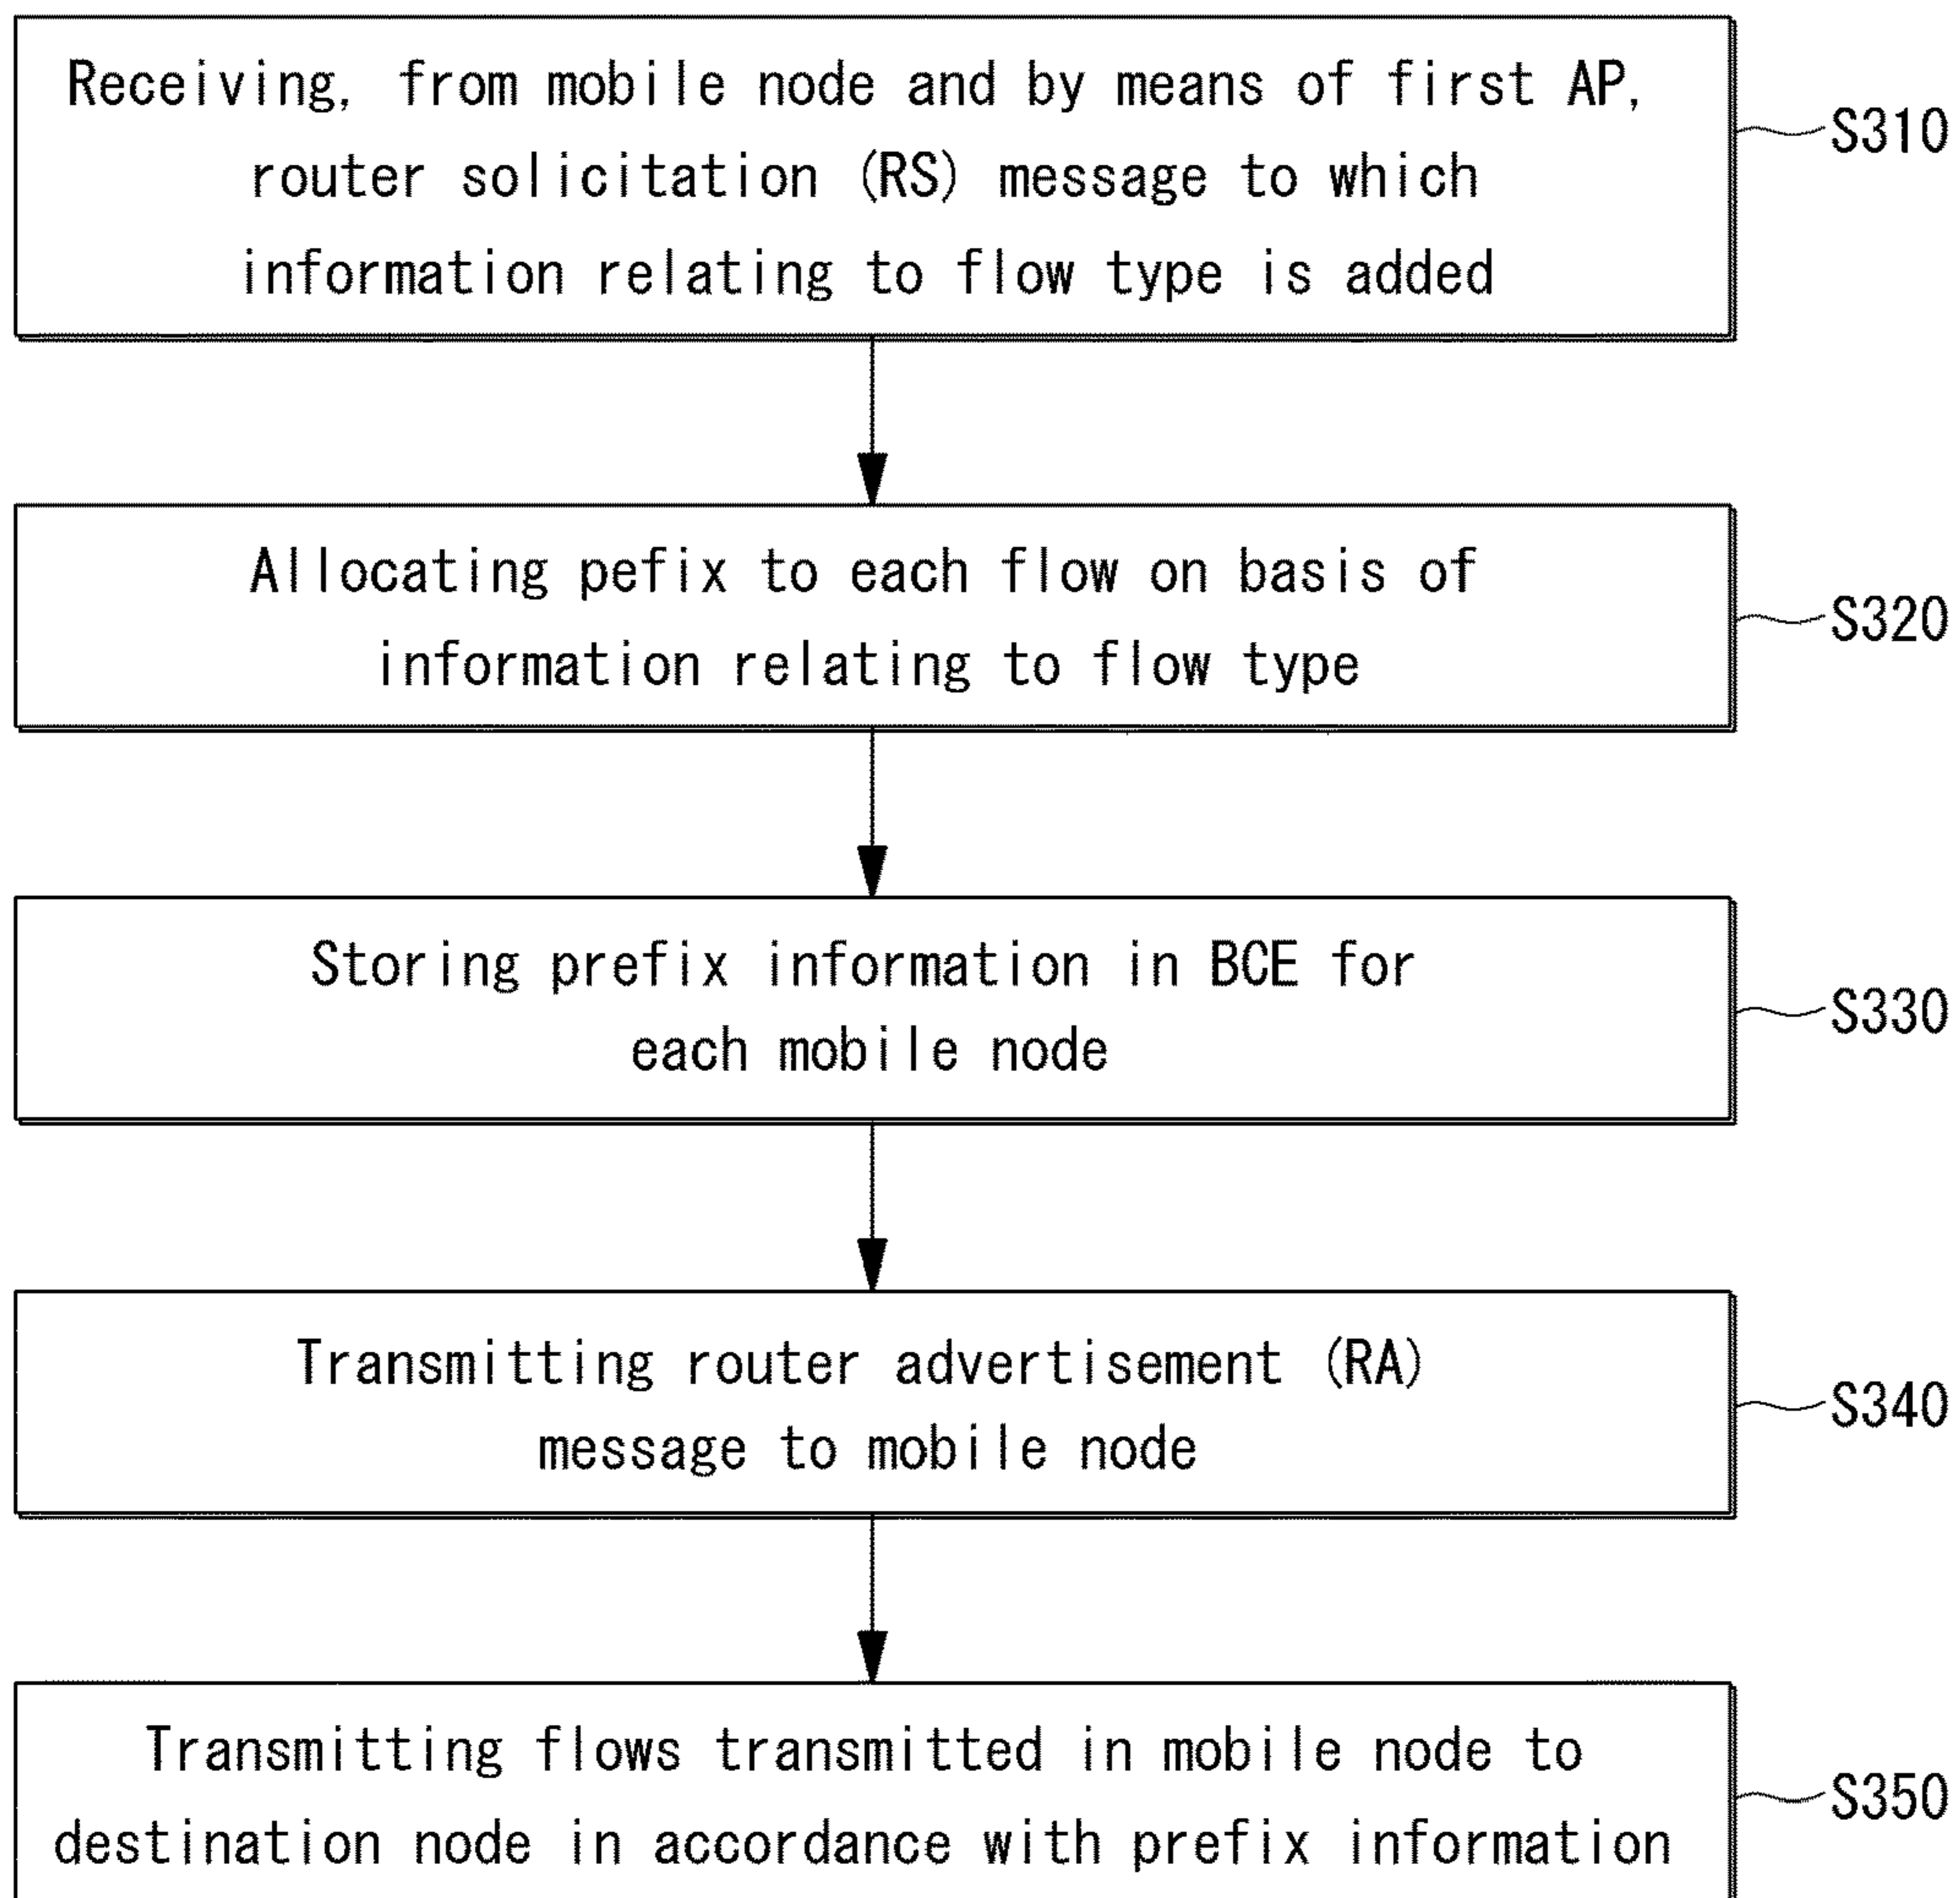 Receiving, from mobile node and by means of first AP,
router solicitation (RS) message to which
information relating to flow type is added
S310
Allocating pefix to each flow on basis of
information relating to flow type
S320
Storing prefix information in BCE for
each mobile node
S330
Transmitting router advertisement (RA)
message to mobile node
S340
Transmitting flows transmitted in mobile node to
destination node in accordance with prefix information
S350